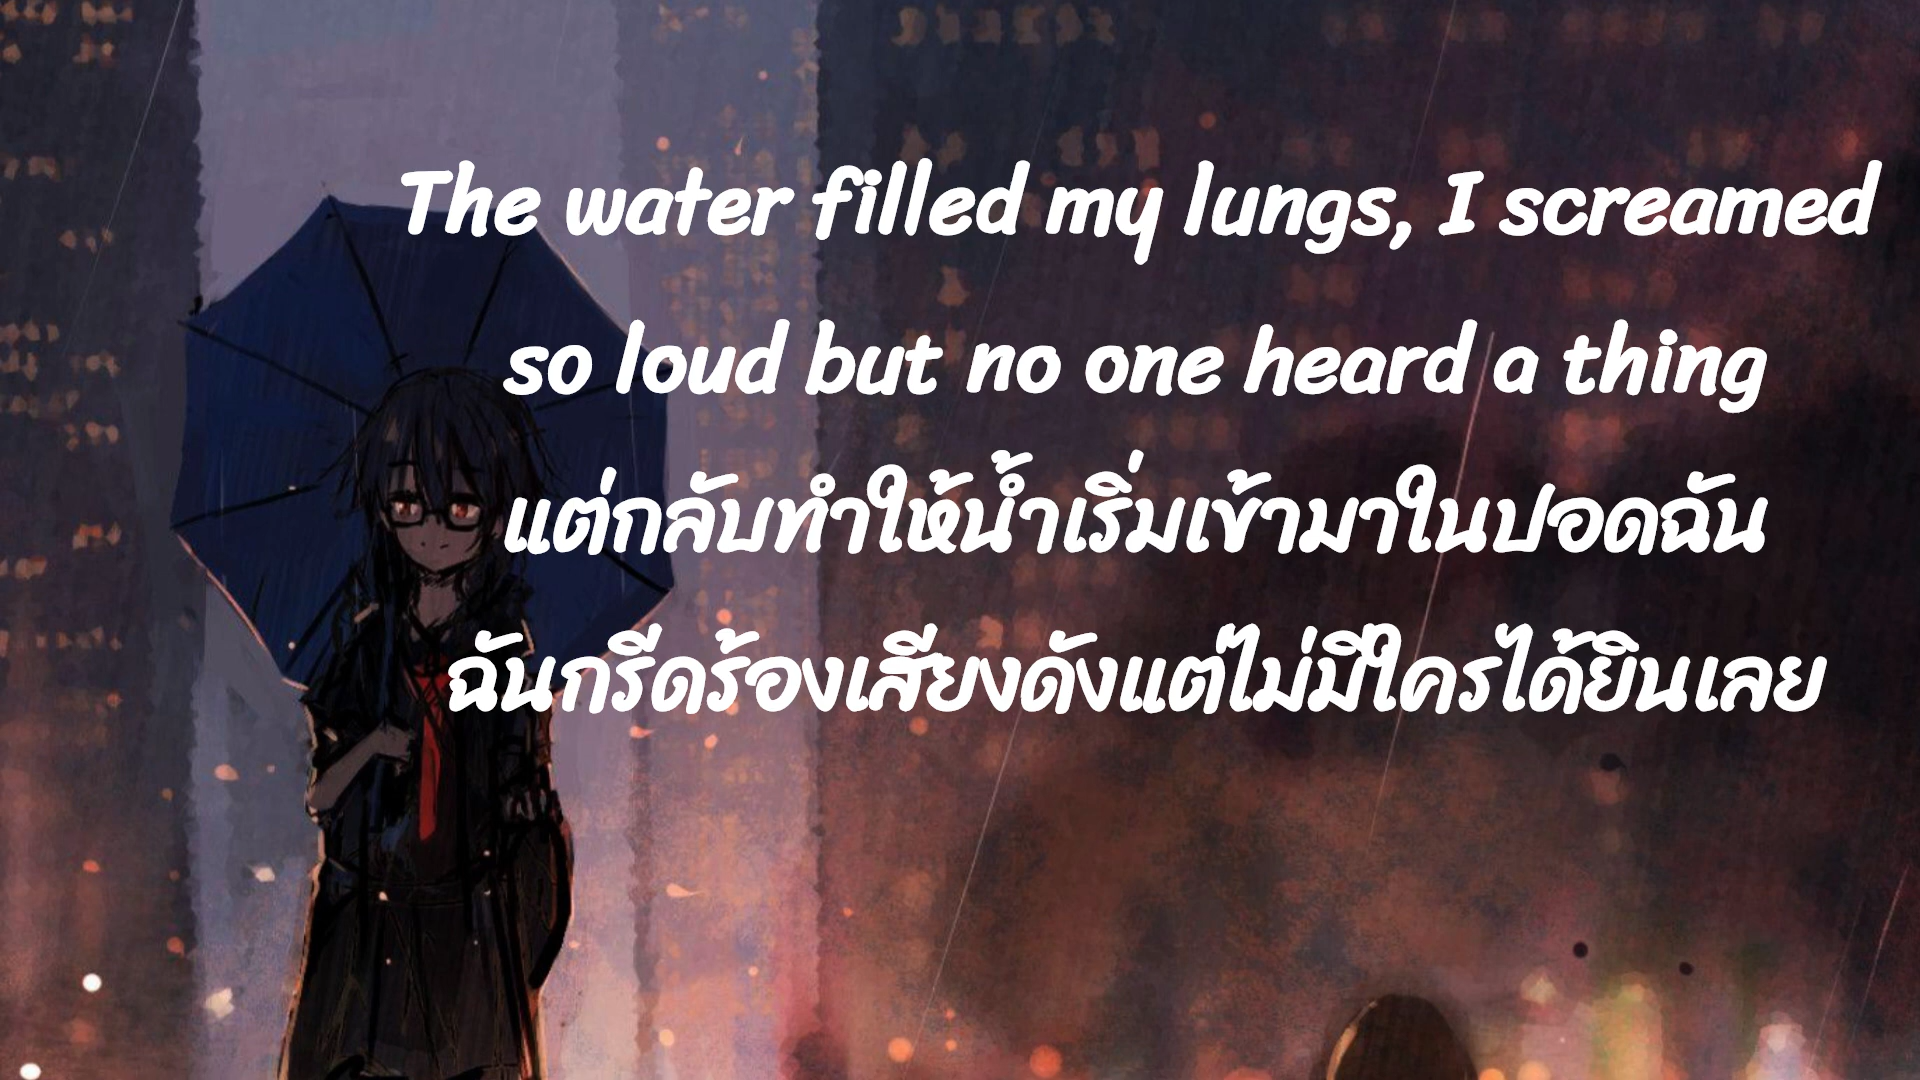 The water filled my lungs, I screamed
so loud but no one heard a thing
แต่กลับทำให้น้ำเริ่มเข้ามาในปอดฉัน
ฉันกรีดร้องเสียงดังแต่ไม่มีใครได้ยินเลย